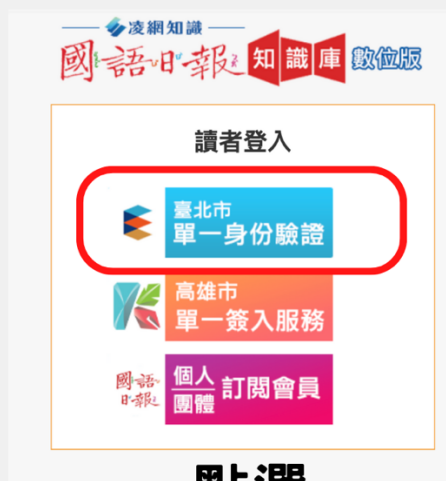 凌網知識
國語日報 知識庫 數位版
讀者登入
臺北市
單一身份驗證
高雄市
單一簽入服務
國語日報
個人
團體
訂閱會員
點選